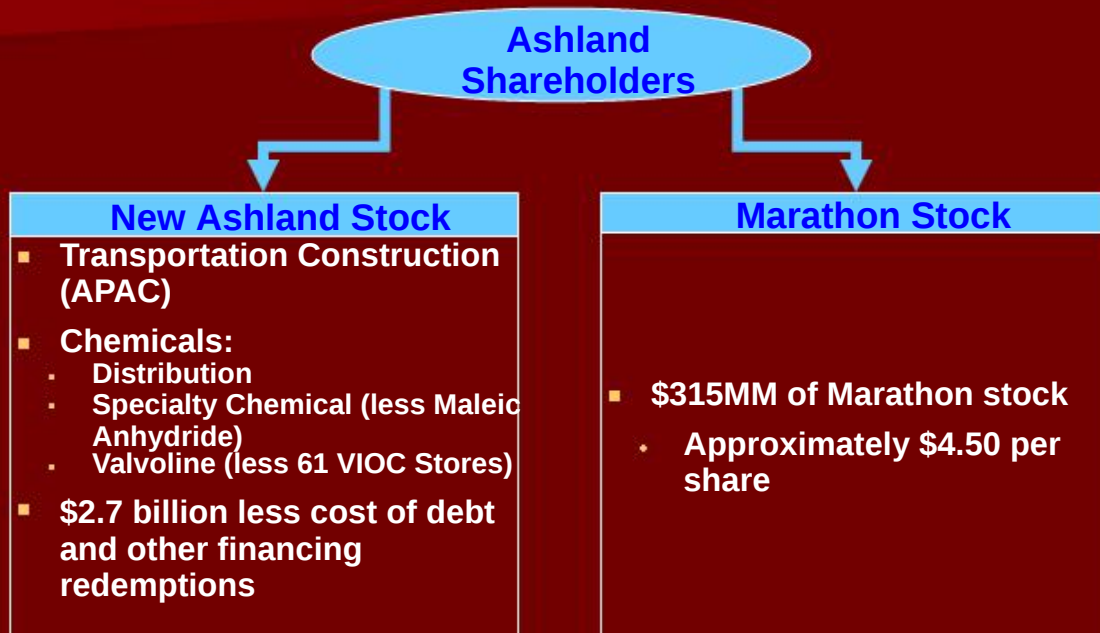 Ashland
Shareholders
New Ashland Stock
Transportation Construction
(APAC)
Chemicals:
Distribution
Specialty Chemical (less Maleic
Anhydride)
Valvoline (less 61 VIOC Stores)
$2.7 billion less cost of debt
and other financing
redemptions
Marathon Stock
$315MM of Marathon stock
Approximately $4.50 per
share